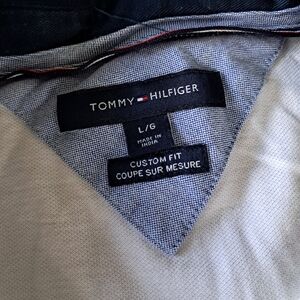 TOMMY HILFIGER
L/G
MADE IN
INDIA
CUSTOM FIT
COUPE SUR MESURE